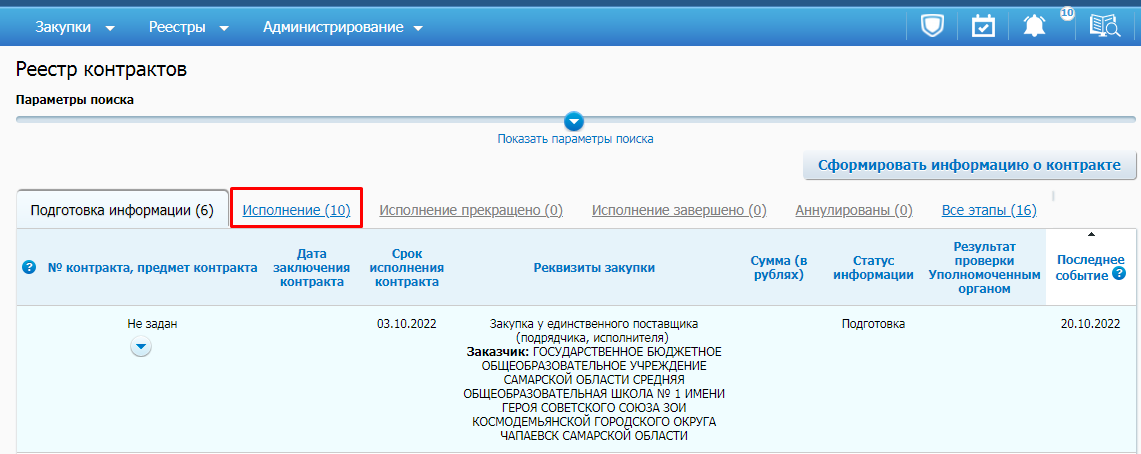 Закупки Реестры Администрирование 10
Реестр контрактов
Параметры поиска
Показать параметры поиска
Сформировать информацию о контракте
Подготовка информации (6) Исполнение (10) Исполнение прекращено (0) Исполнение завершено (0) Аннулированы (0) Все этапы (16)
? № контракта, предмет контракта
Дата
заключения
контракта
Срок
исполнения
контракта
Реквизиты закупки
Сумма (в
рублях)
Статус
информации
Результат
проверки
Уполномоченным
органом
Последнее
событие ?
Не задан
03.10.2022
Закупка у единственного поставщика
(подрядчика, исполнителя)
Заказчик: ГОСУДАРСТВЕННОЕ БЮДЖЕТНОЕ
ОБЩЕОБРАЗОВАТЕЛЬНОЕ УЧРЕЖДЕНИЕ
САМАРСКОЙ ОБЛАСТИ СРЕДНЯЯ
ОБЩЕОБРАЗОВАТЕЛЬНАЯ ШКОЛА № 1 ИМЕНИ
ГЕРОЯ СОВЕТСКОГО СОЮЗА ЗОИ
КОСМОДЕМЬЯНСКОЙ ГОРОДСКОГО ОКРУГА
ЧАПАЕВСК САМАРСКОЙ ОБЛАСТИ
Подготовка
20.10.2022